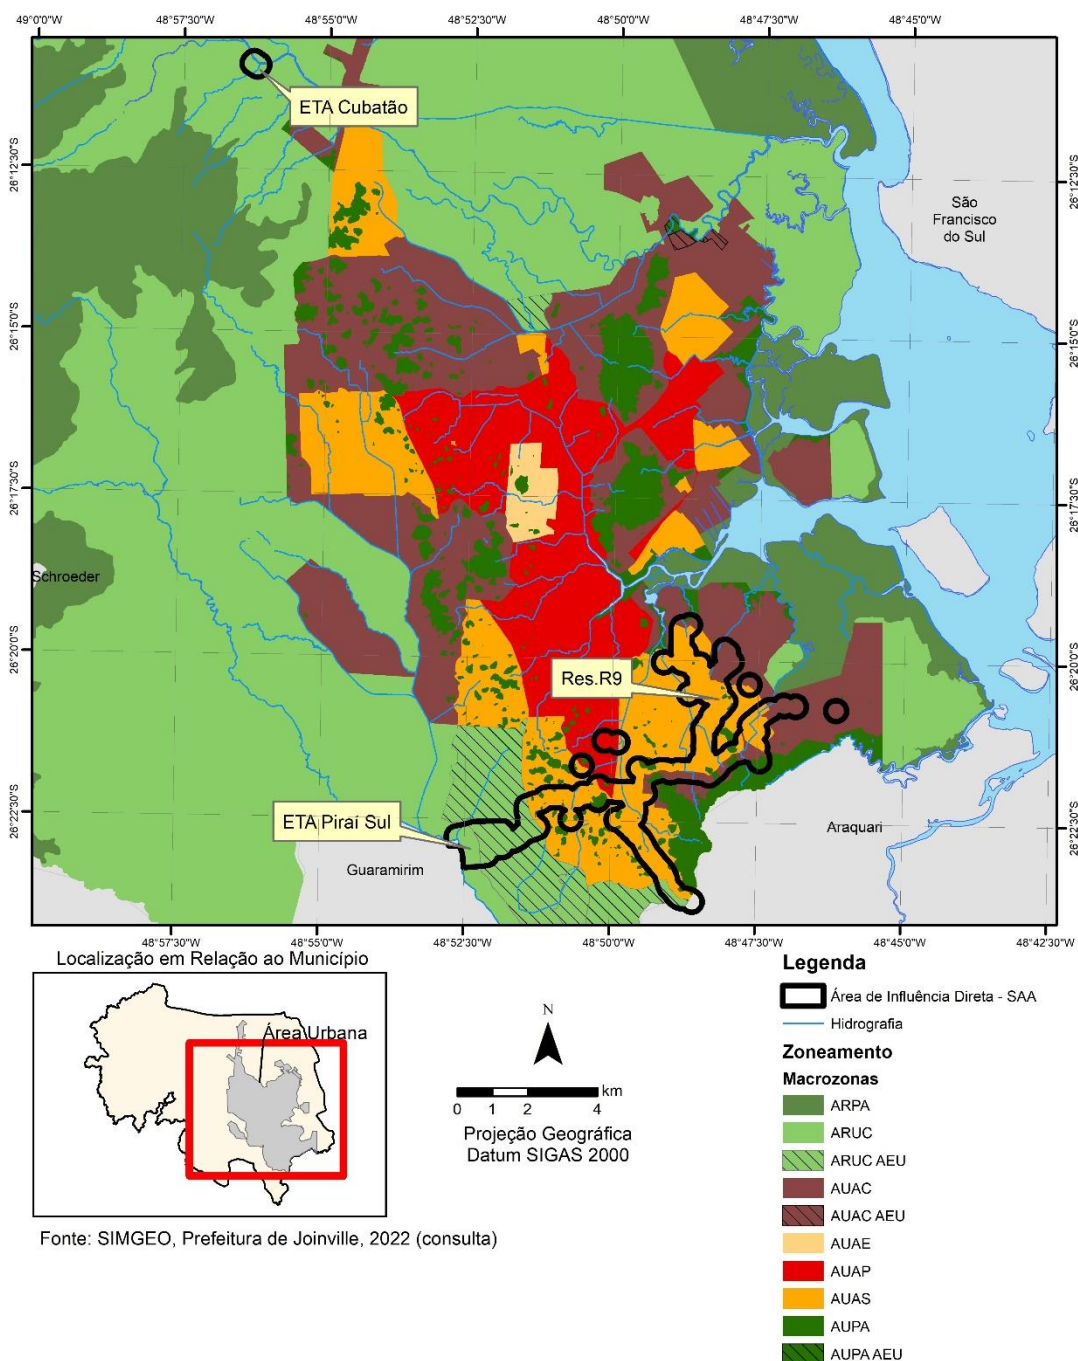 49°0'0"W 48°57'30"W 48°55'0"W 48°52'30"W 48°50'0"W 48°47'30"W 48°45'0"W
ETA Cubatão
26°12'30"S
26°12'30"S
São
Francisco
do Sul
26°15'0"S
26°15'0"S
26°17'30"S
26°17'30"S
Schroeder
26°20'0"S
26°20'0"S
Res.R9
26°22'30"S
26°22'30"S
ETA Piraí Sul
Araquari
Guaramirim
48°57'30"W 48°55'0"W 48°52'30"W 48°50'0"W 48°47'30"W 48°45'0"W 48°42'30"W
Localização em Relação ao Município
Área Urbana
N
km
0 1 2 4
Projeção Geográfica
Datum SIGAS 2000
Fonte: SIMGEO, Prefeitura de Joinville, 2022 (consulta)
Legenda
Área de Influência Direta - SAA
Hidrografia
Zoneamento
Macrozonas
ARPA
ARUC
ARUC AEU
AUAC
AUAC AEU
AUAE
AUAP
AUAS
AUPA
AUPA AEU